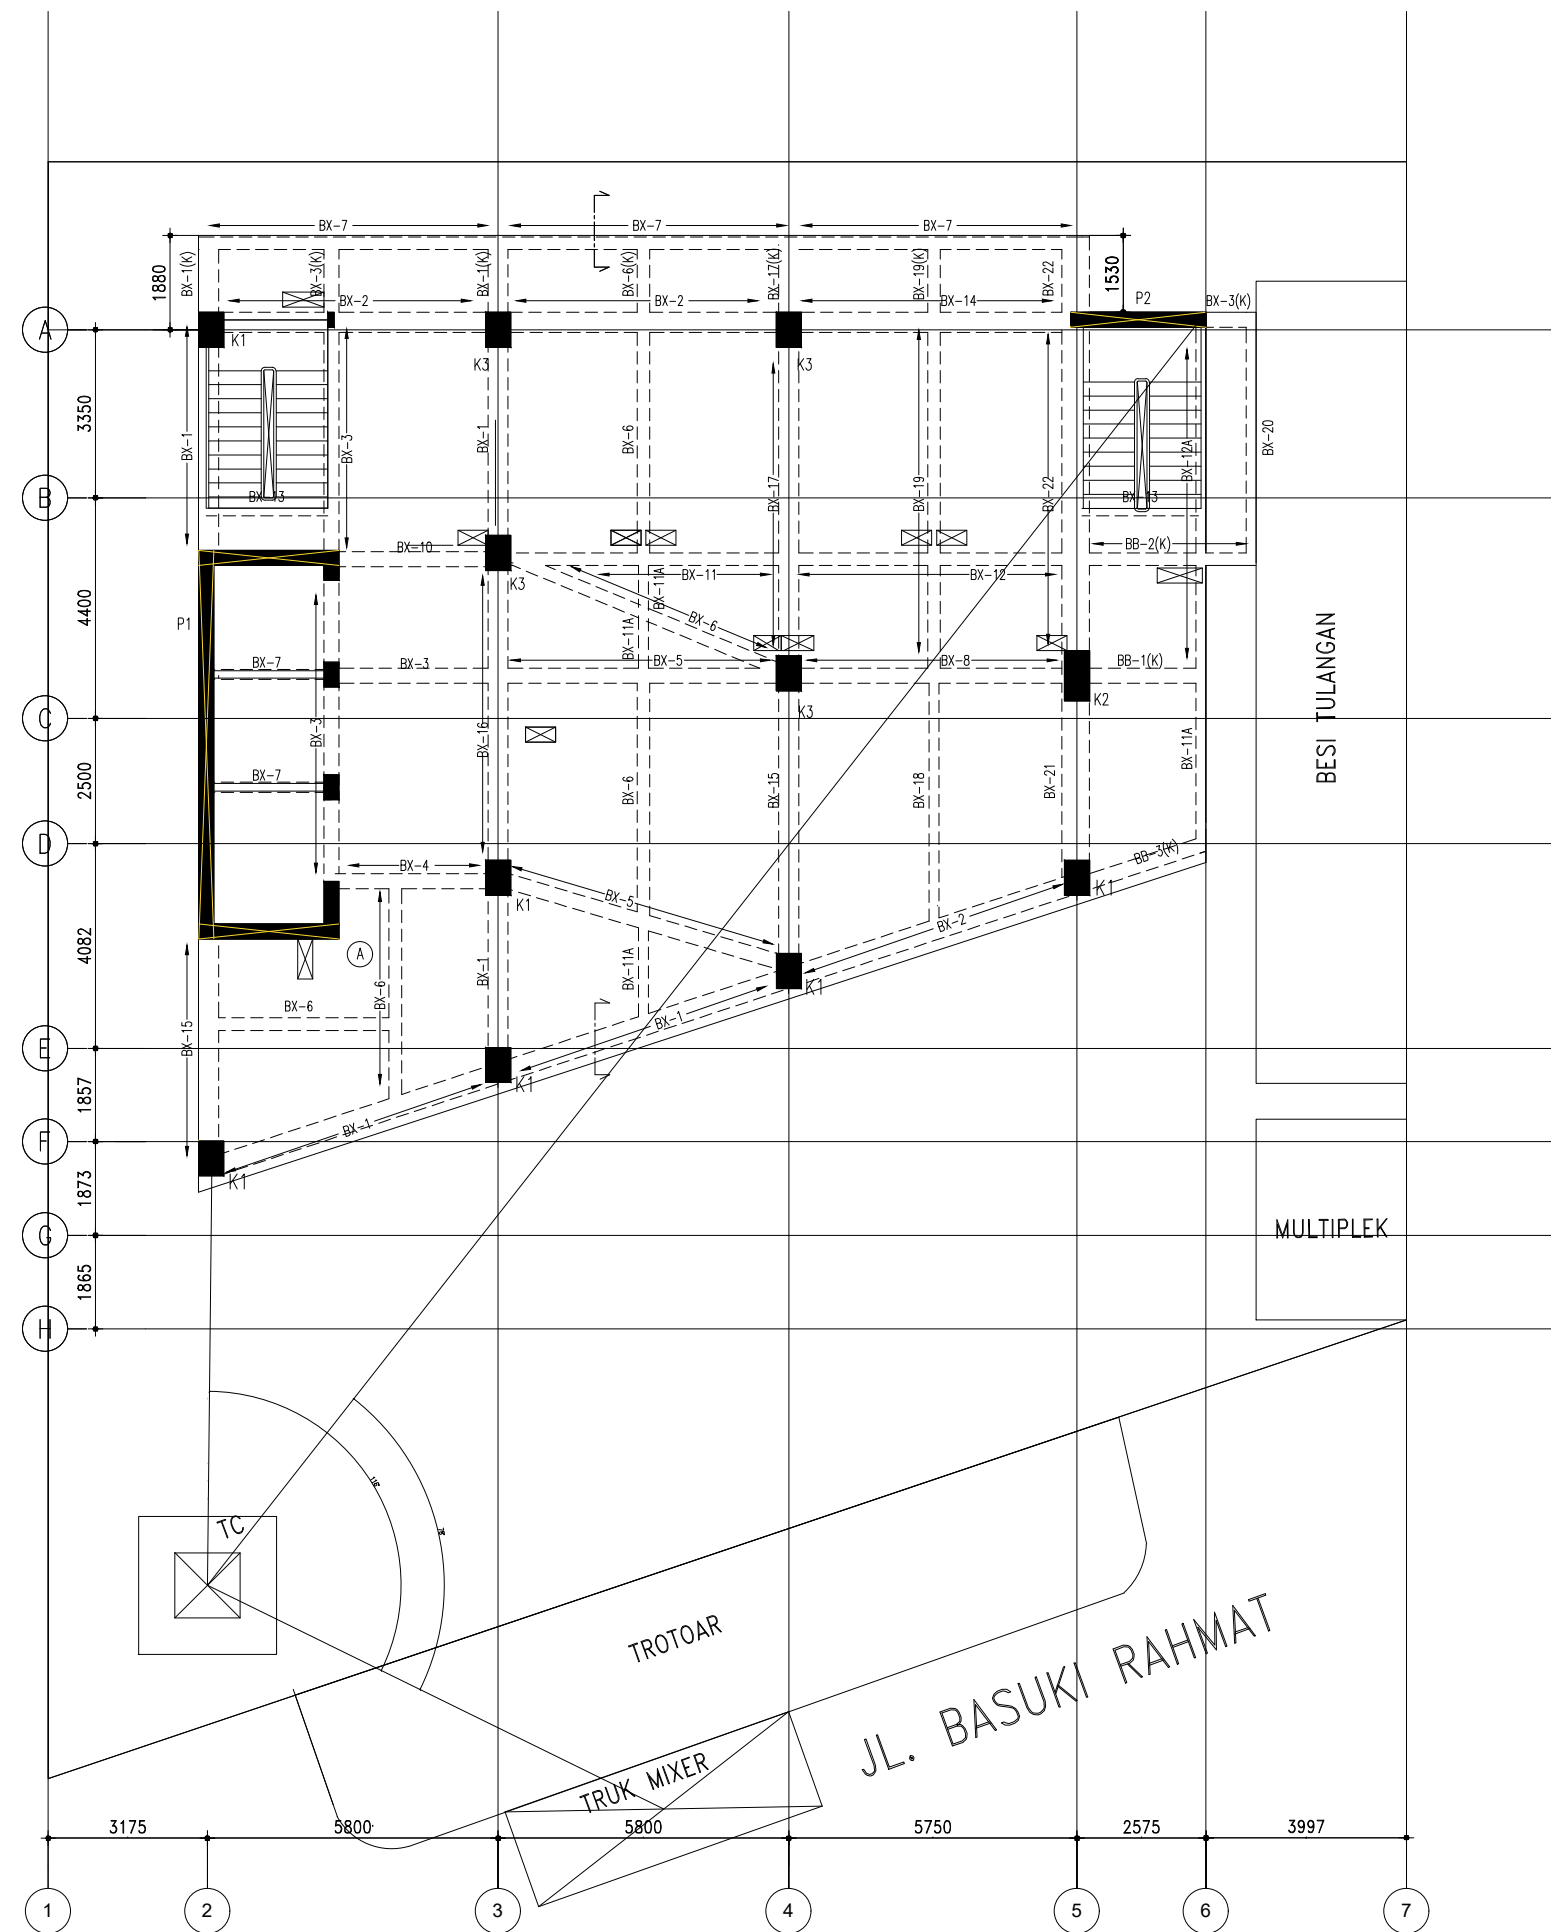 BX-7
BX-7
BX-7
BX-1(K)
BX-3(K)
BX-1(K)
BX-6(K)
BX-17(K)
BX-19(K)
BX-22
1880
1530
BX-2
BX-2
BX-14
P2
BX-3(K)
A
K1
K3
K3
3350
BX-1
BX-3
BX-1
BX-6
BX-17
BX-19
BX-22
BX-12A
BX-20
B
BX-13
BX-13
BX-10
BB-2(K)
K3
BX-11
BX-11A
BX-12
4400
P1
BX-11A
BX-6
BX-7
BX-3
BX-5
BX-8
BB-1(K)
K2
K3
C
BX-3
BX-16
BX-11A
BESI TULANGAN
2500
BX-7
BX-6
BX-15
BX-18
BX-21
D
BX-4
BB-3(K)
K1
BX-5
K1
BX-2
4082
A
BX-6
BX-1
BX-11A
K1
BX-6
BX-15
BX-1
E
K1
1857
BX-1
F
K1
1873
G
MULTIPLEK
1865
H
116°
TC
TROTOAR
JL. BASUKI RAHMAT
TRUK MIXER
3175
5800
5800
5750
2575
3997
1
2
3
4
5
6
7